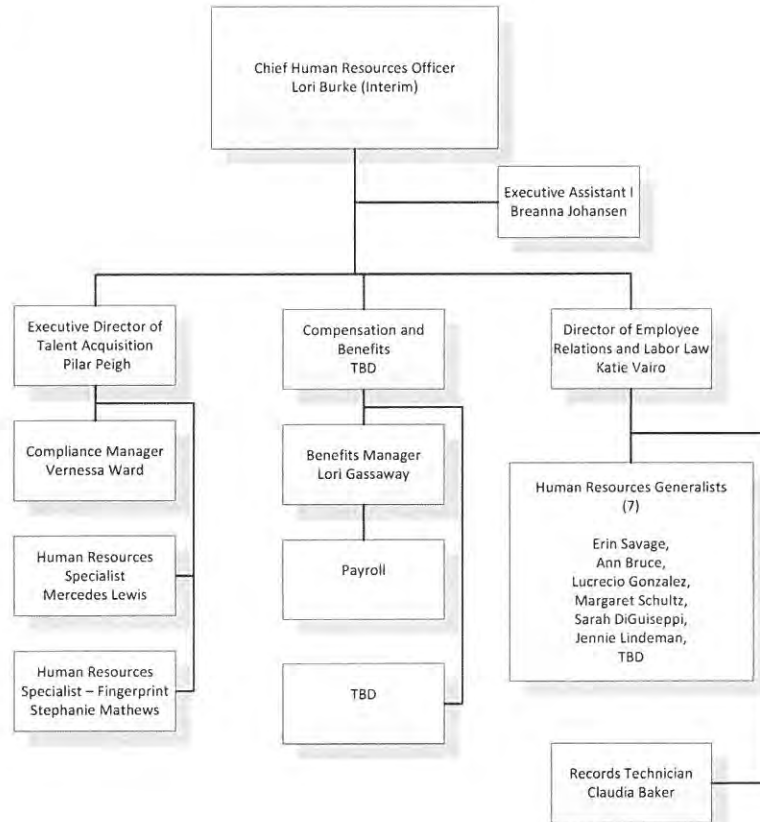 Chief Human Resources Officer
Lori Burke (Interim)
Executive Assistant I
Breanna Johansen
Executive Director of
Talent Acquisition
Pilar Peigh
Compensation and
Benefits
TBD
Director of Employee
Relations and Labor Law
Katie Vairo
Compliance Manager
Vernessa Ward
Benefits Manager
Lori Gassaway
Human Resources Generalists
(7)
Erin Savage,
Ann Bruce,
Lucrecio Gonzalez,
Margaret Schultz,
Sarah DiGuiseppi,
Jennie Lindeman,
TBD
Human Resources
Specialist
Mercedes Lewis
Payroll
Human Resources
Specialist – Fingerprint
Stephanie Mathews
TBD
Records Technician
Claudia Baker